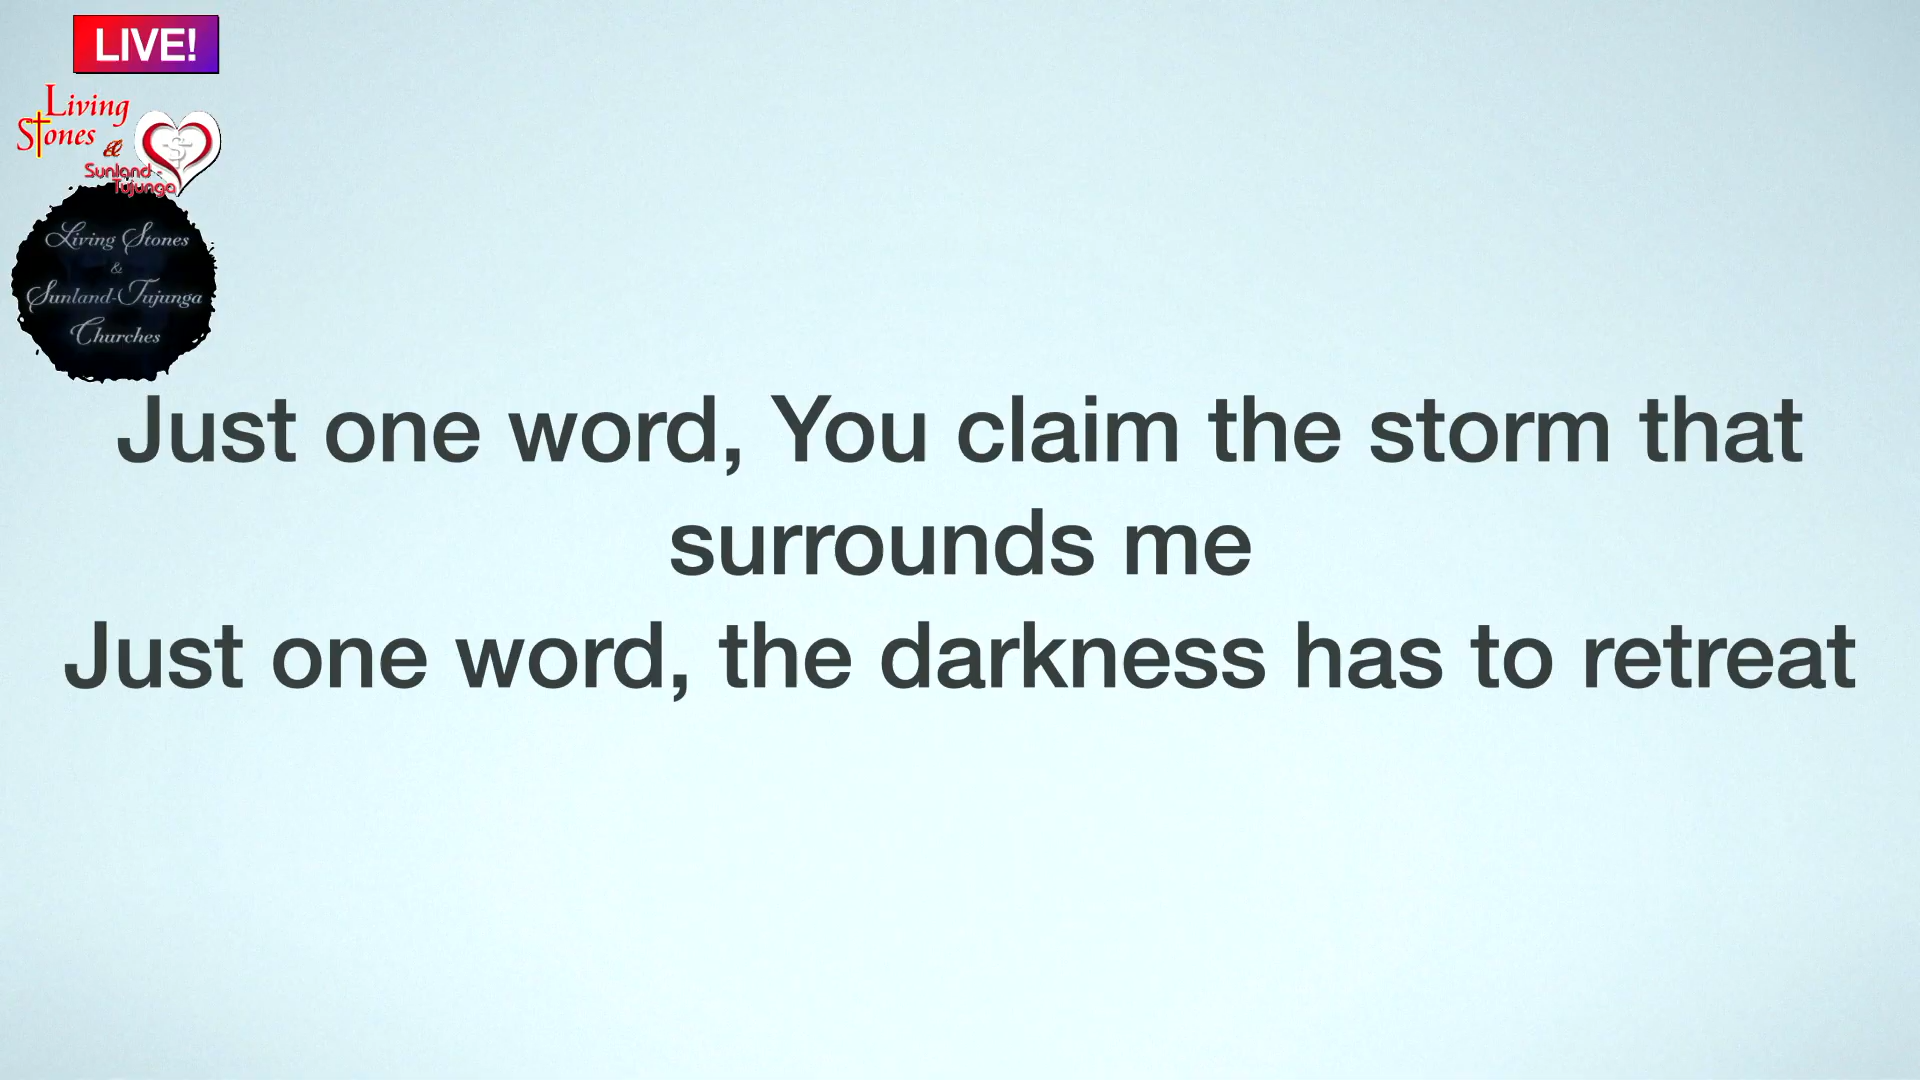 LIVE!
Living
Stones
&
Sunland-
Tujunga
Living Stones
&
Sunland-Tujunga
Churches
Just one word, You claim the storm that
surrounds me
Just one word, the darkness has to retreat